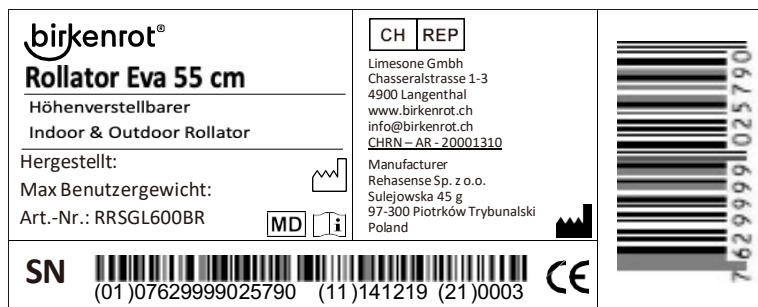 birkenrot®
Rollator Eva 55 cm
Höhenverstellbarer
Indoor & Outdoor Rollator
Hergestellt:
Max Benutzergewicht:
Art.-Nr.: RRSGL600BR
MD
CH REP
Limesone Gmbh
Chasseralstrasse 1-3
4900 Langenthal
www.birkenrot.ch
info@birkenrot.ch
CHRN – AR - 20001310
Manufacturer
Rehasense Sp. z o.o.
Sulejowska 45 g
97-300 Piotrków Trybunalski
Poland
SN
(01)07629999025790 (11)141219 (21)0003
CE
7629999025790